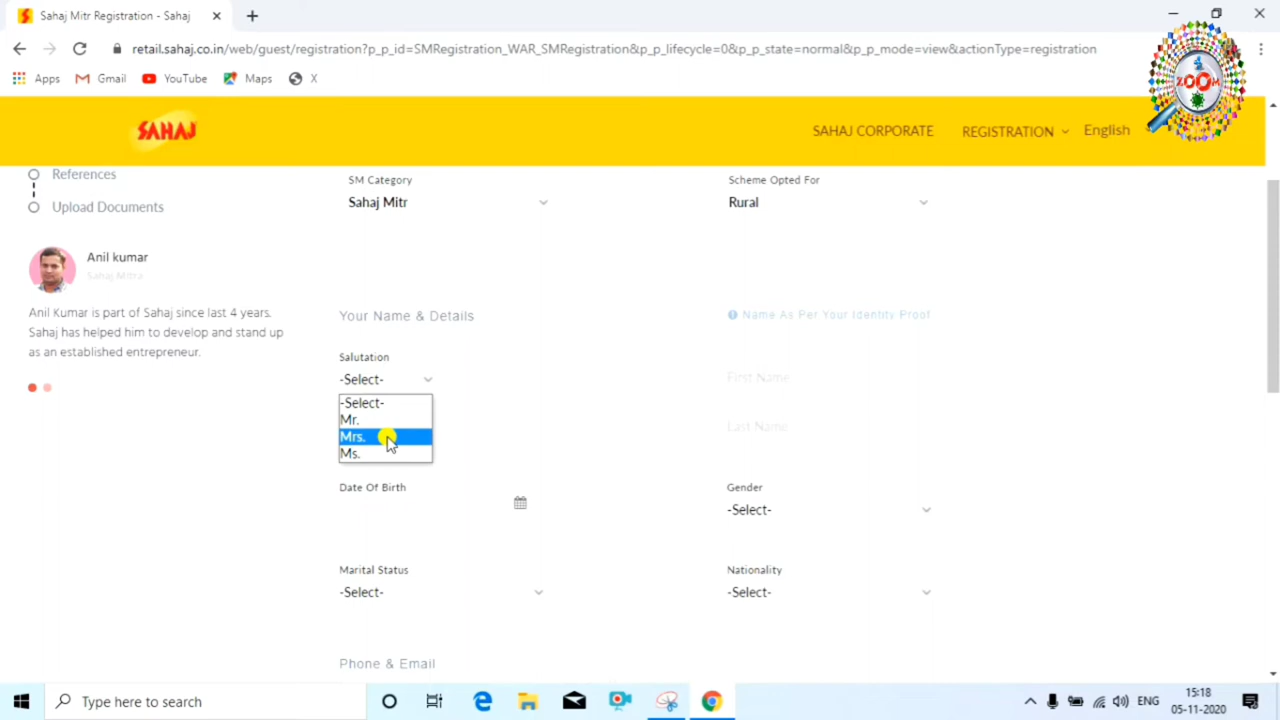 Sahaj Mitr Registration - Sahaj
retail.sahaj.co.in/web/guest/registration?p_p_id=SMRegistration_WAR_SMRegistration&p_p_lifecycle=0&p_p_state=normal&p_p_mode=view&actionType=registration
Apps Gmail YouTube Maps X
ZOOM
SAHAJ
SAHAJ CORPORATE REGISTRATION English
References
Upload Documents
SM Category
Sahaj Mitr
Scheme Opted For
Rural
Anil kumar
Sahaj Mitra
Anil Kumar is part of Sahaj since last 4 years.
Sahaj has helped him to develop and stand up
as an established entrepreneur.
Your Name & Details
Name As Per Your Identity Proof
Salutation
-Select-
-Select-
Mr.
Mrs.
Ms.
First Name
Last Name
Date Of Birth
Gender
-Select-
Marital Status
-Select-
Nationality
-Select-
Phone & Email
Type here to search
ENG
15:18
05-11-2020